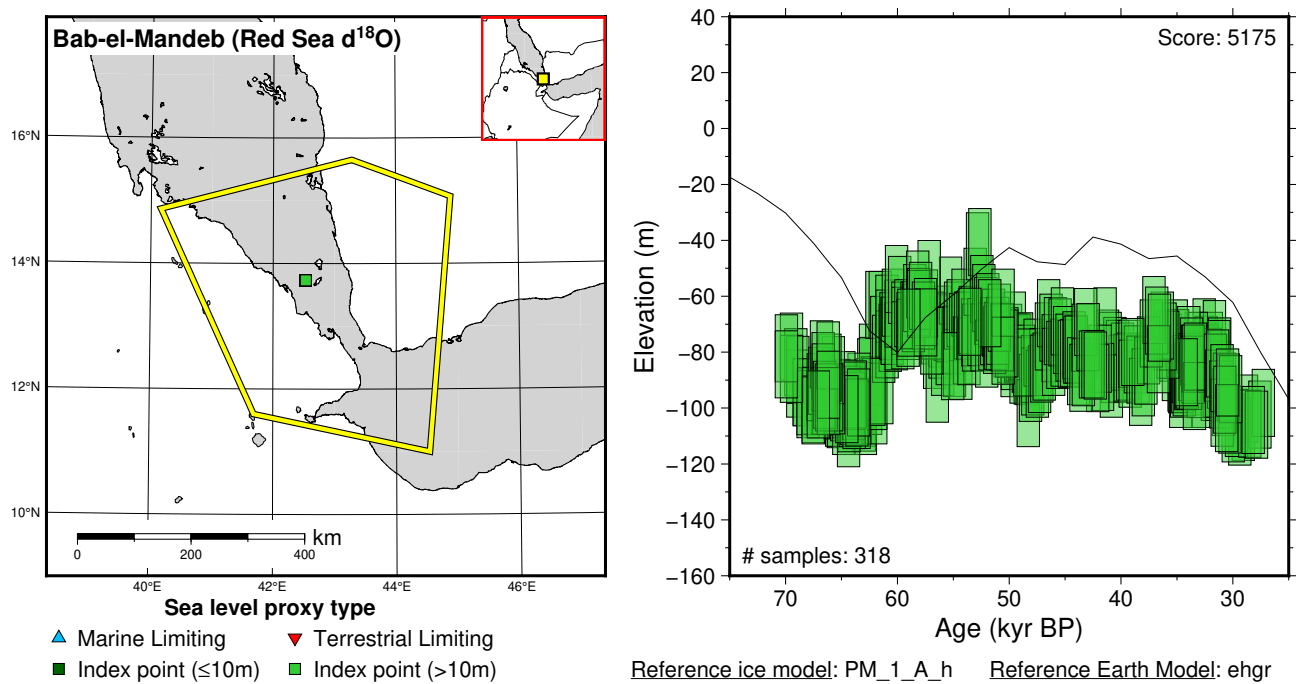 Bab-el-Mandeb (Red Sea d¹⁸O)
16°N
14°N
12°N
10°N
km
0 200 400
40°E 42°E 44°E 46°E
Sea level proxy type
Marine Limiting
Terrestrial Limiting
Index point (≤10m)
Index point (>10m)
Score: 5175
Elevation (m)
40
20
0
−20
−40
−60
−80
−100
−120
−140
−160
# samples: 318
70 60 50 40 30
Age (kyr BP)
Reference ice model: PM_1_A_h
Reference Earth Model: ehgr